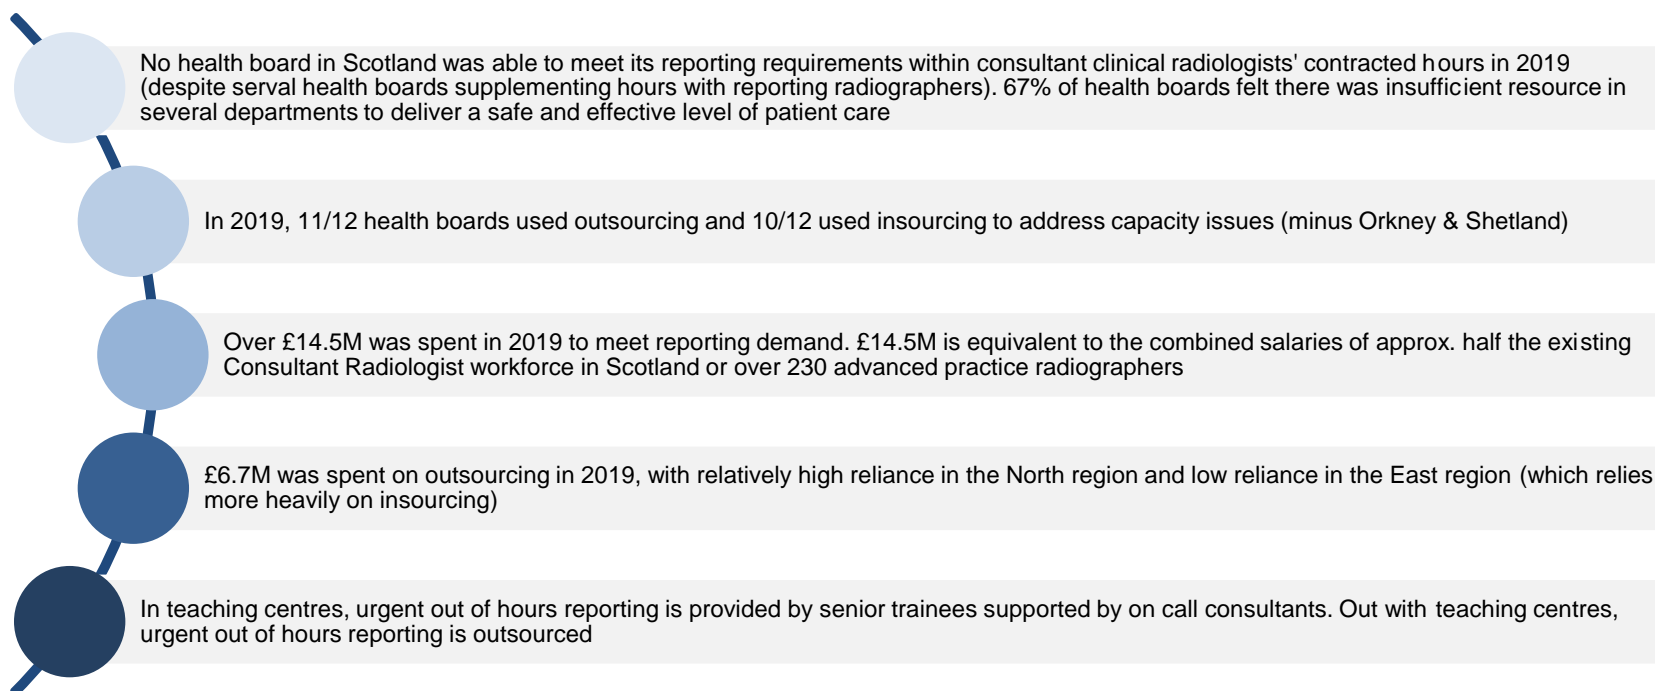 No health board in Scotland was able to meet its reporting requirements within consultant clinical radiologists' contracted hours in 2019
(despite serval health boards supplementing hours with reporting radiographers). 67% of health boards felt there was insufficient resource in
several departments to deliver a safe and effective level of patient care
In 2019, 11/12 health boards used outsourcing and 10/12 used insourcing to address capacity issues (minus Orkney & Shetland)
Over £14.5M was spent in 2019 to meet reporting demand. £14.5M is equivalent to the combined salaries of approx. half the existing
Consultant Radiologist workforce in Scotland or over 230 advanced practice radiographers
£6.7M was spent on outsourcing in 2019, with relatively high reliance in the North region and low reliance in the East region (which relies
more heavily on insourcing)
In teaching centres, urgent out of hours reporting is provided by senior trainees supported by on call consultants. Out with teaching centres,
urgent out of hours reporting is outsourced